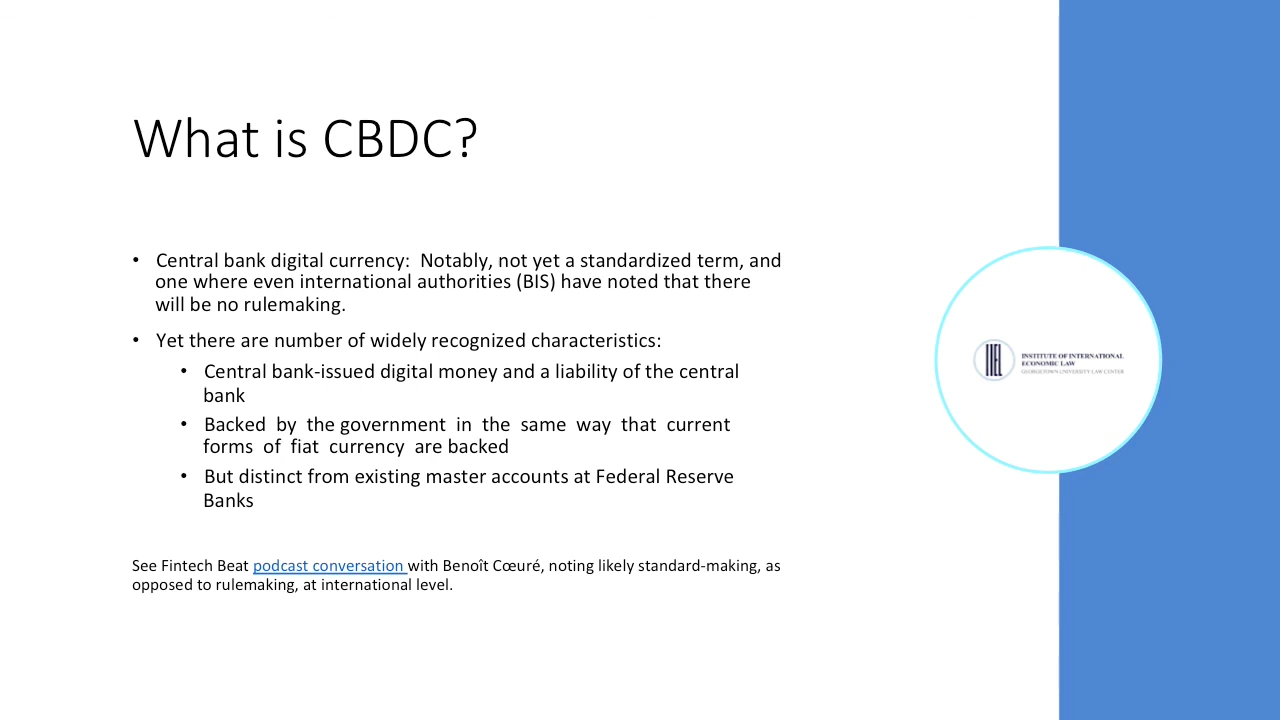 What is CBDC?
• Central bank digital currency:  Notably, not yet a standardized term, and
one where even international authorities (BIS) have noted that there
will be no rulemaking.
• Yet there are number of widely recognized characteristics:
• Central bank-issued digital money and a liability of the central
bank
• Backed by the government in the same way that current
forms of fiat currency are backed
• But distinct from existing master accounts at Federal Reserve
Banks
See Fintech Beat podcast conversation with Benoît Cœuré, noting likely standard-making, as
opposed to rulemaking, at international level.
IIEL
INSTITUTE OF INTERNATIONAL
ECONOMIC LAW
GEORGETOWN UNIVERSITY LAW CENTER